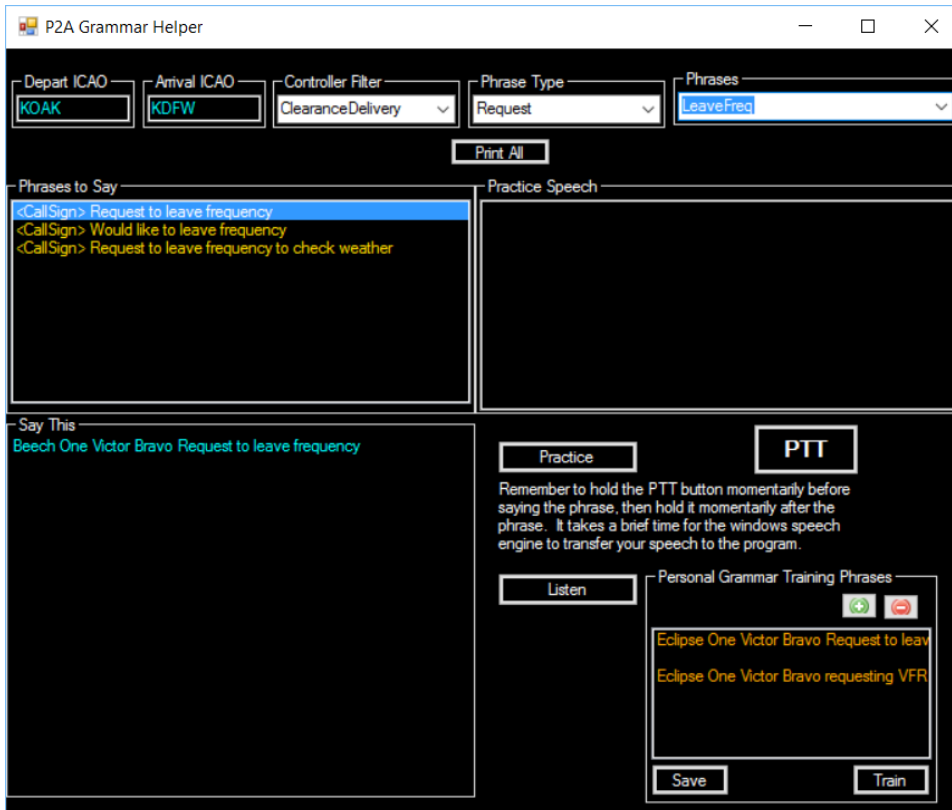 P2A Grammar Helper
Depart ICAO
Arrival ICAO
Controller Filter
Phrase Type
Phrases
KOAK
KDFW
ClearanceDelivery
Request
LeaveFreq
Print All
Phrases to Say
Practice Speech
<CallSign> Request to leave frequency
<CallSign> Would like to leave frequency
<CallSign> Request to leave frequency to check weather
Say This
Beech One Victor Bravo Request to leave frequency
Practice
PTT
Remember to hold the PTT button momentarily before
saying the phrase, then hold it momentarily after the
phrase. It takes a brief time for the windows speech
engine to transfer your speech to the program.
Listen
Personal Grammar Training Phrases
Eclipse One Victor Bravo Request to leav
Eclipse One Victor Bravo requesting VFR
Save
Train